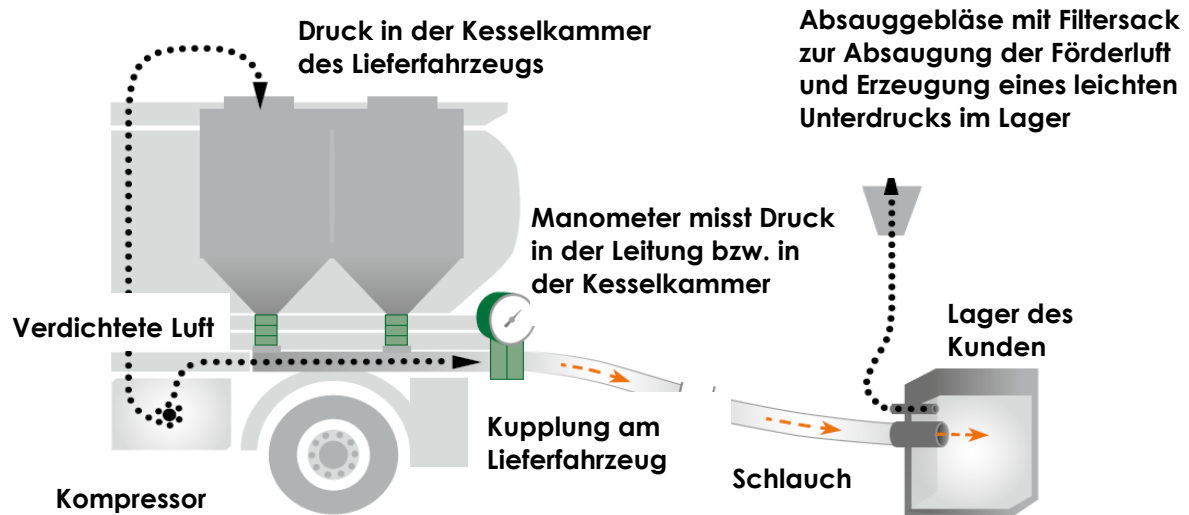 Druck in der Kesselkammer
des Lieferfahrzeugs
Absauggebläse mit Filtersack
zur Absaugung der Förderluft
und Erzeugung eines leichten
Unterdrucks im Lager
Manometer misst Druck
in der Leitung bzw. in
der Kesselkammer
Verdichtete Luft
Lager des
Kunden
Kupplung am
Lieferfahrzeug
Schlauch
Kompressor